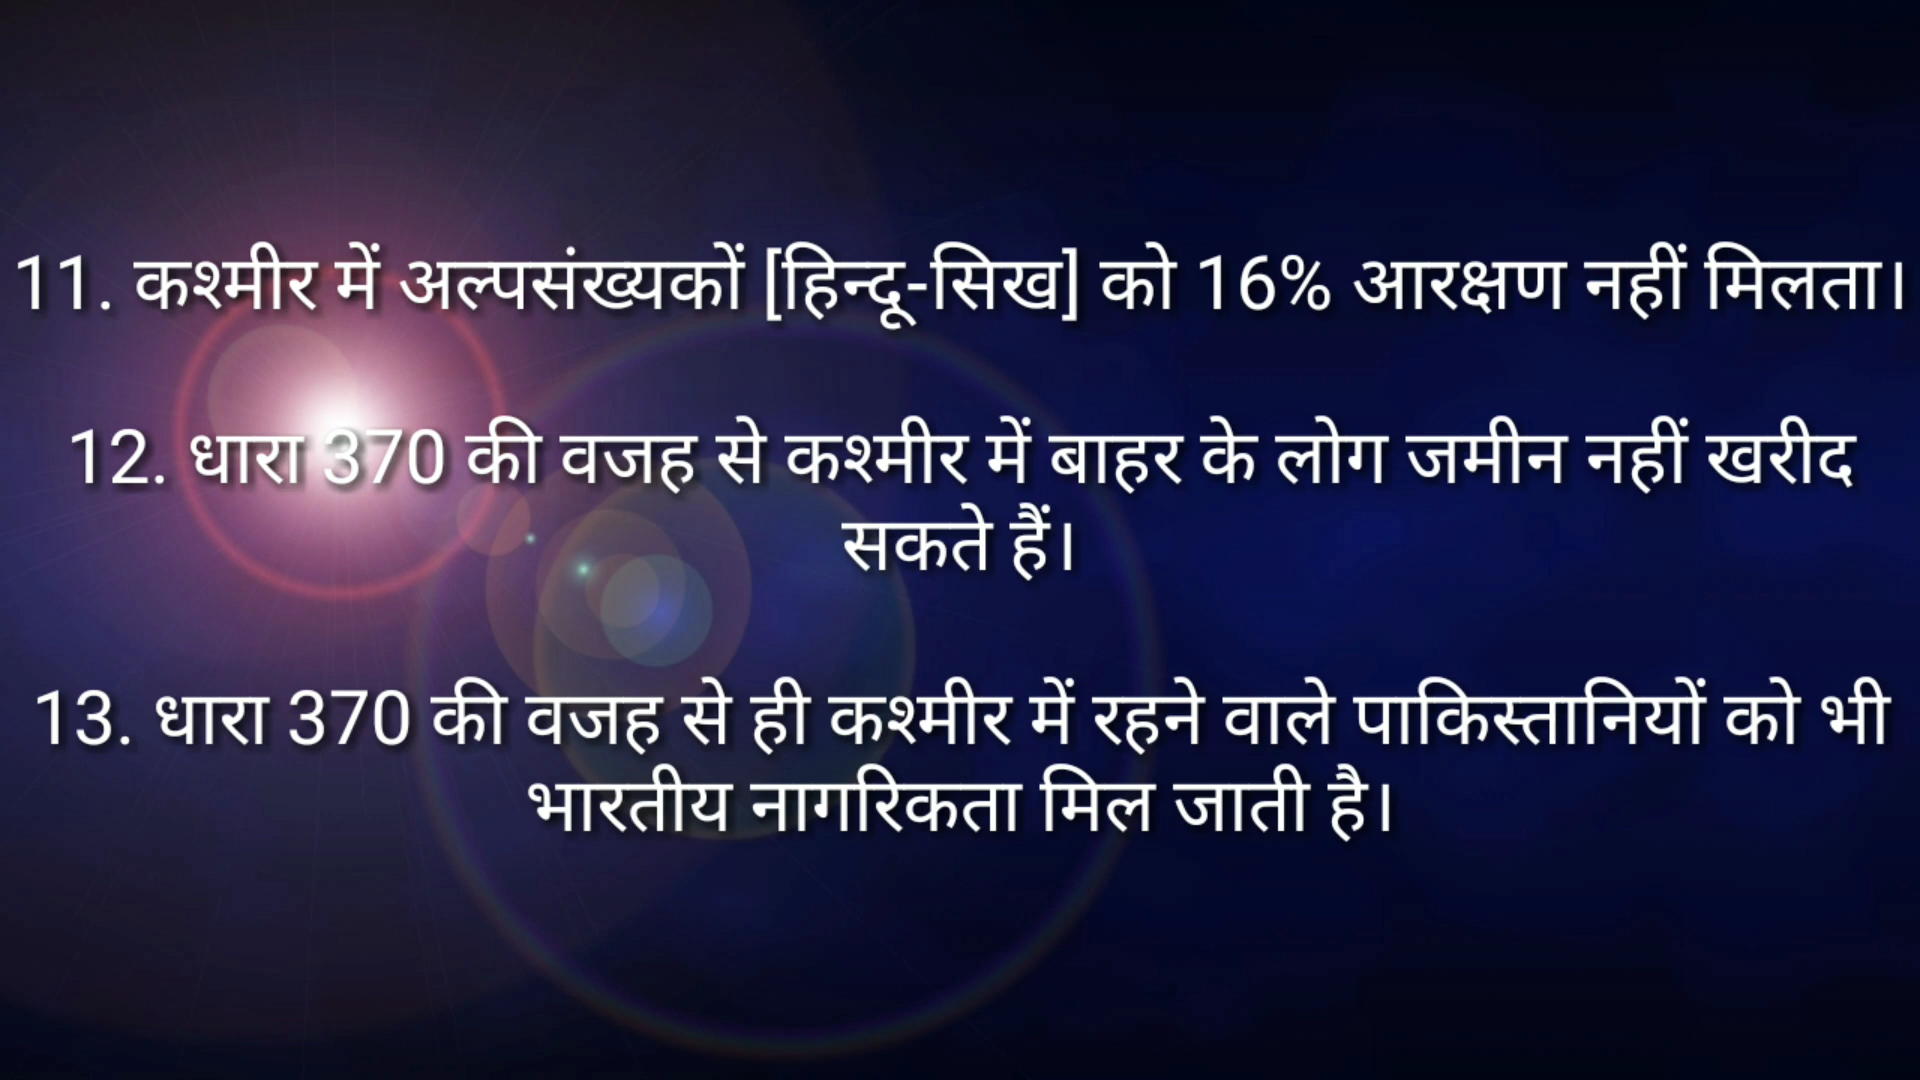 11. कश्मीर में अल्पसंख्यकों [हिन्दू-सिख] को 16% आरक्षण नहीं मिलता।
12. धारा 370 की वजह से कश्मीर में बाहर के लोग जमीन नहीं खरीद
सकते हैं।
13. धारा 370 की वजह से ही कश्मीर में रहने वाले पाकिस्तानियों को भी
भारतीय नागरिकता मिल जाती है।